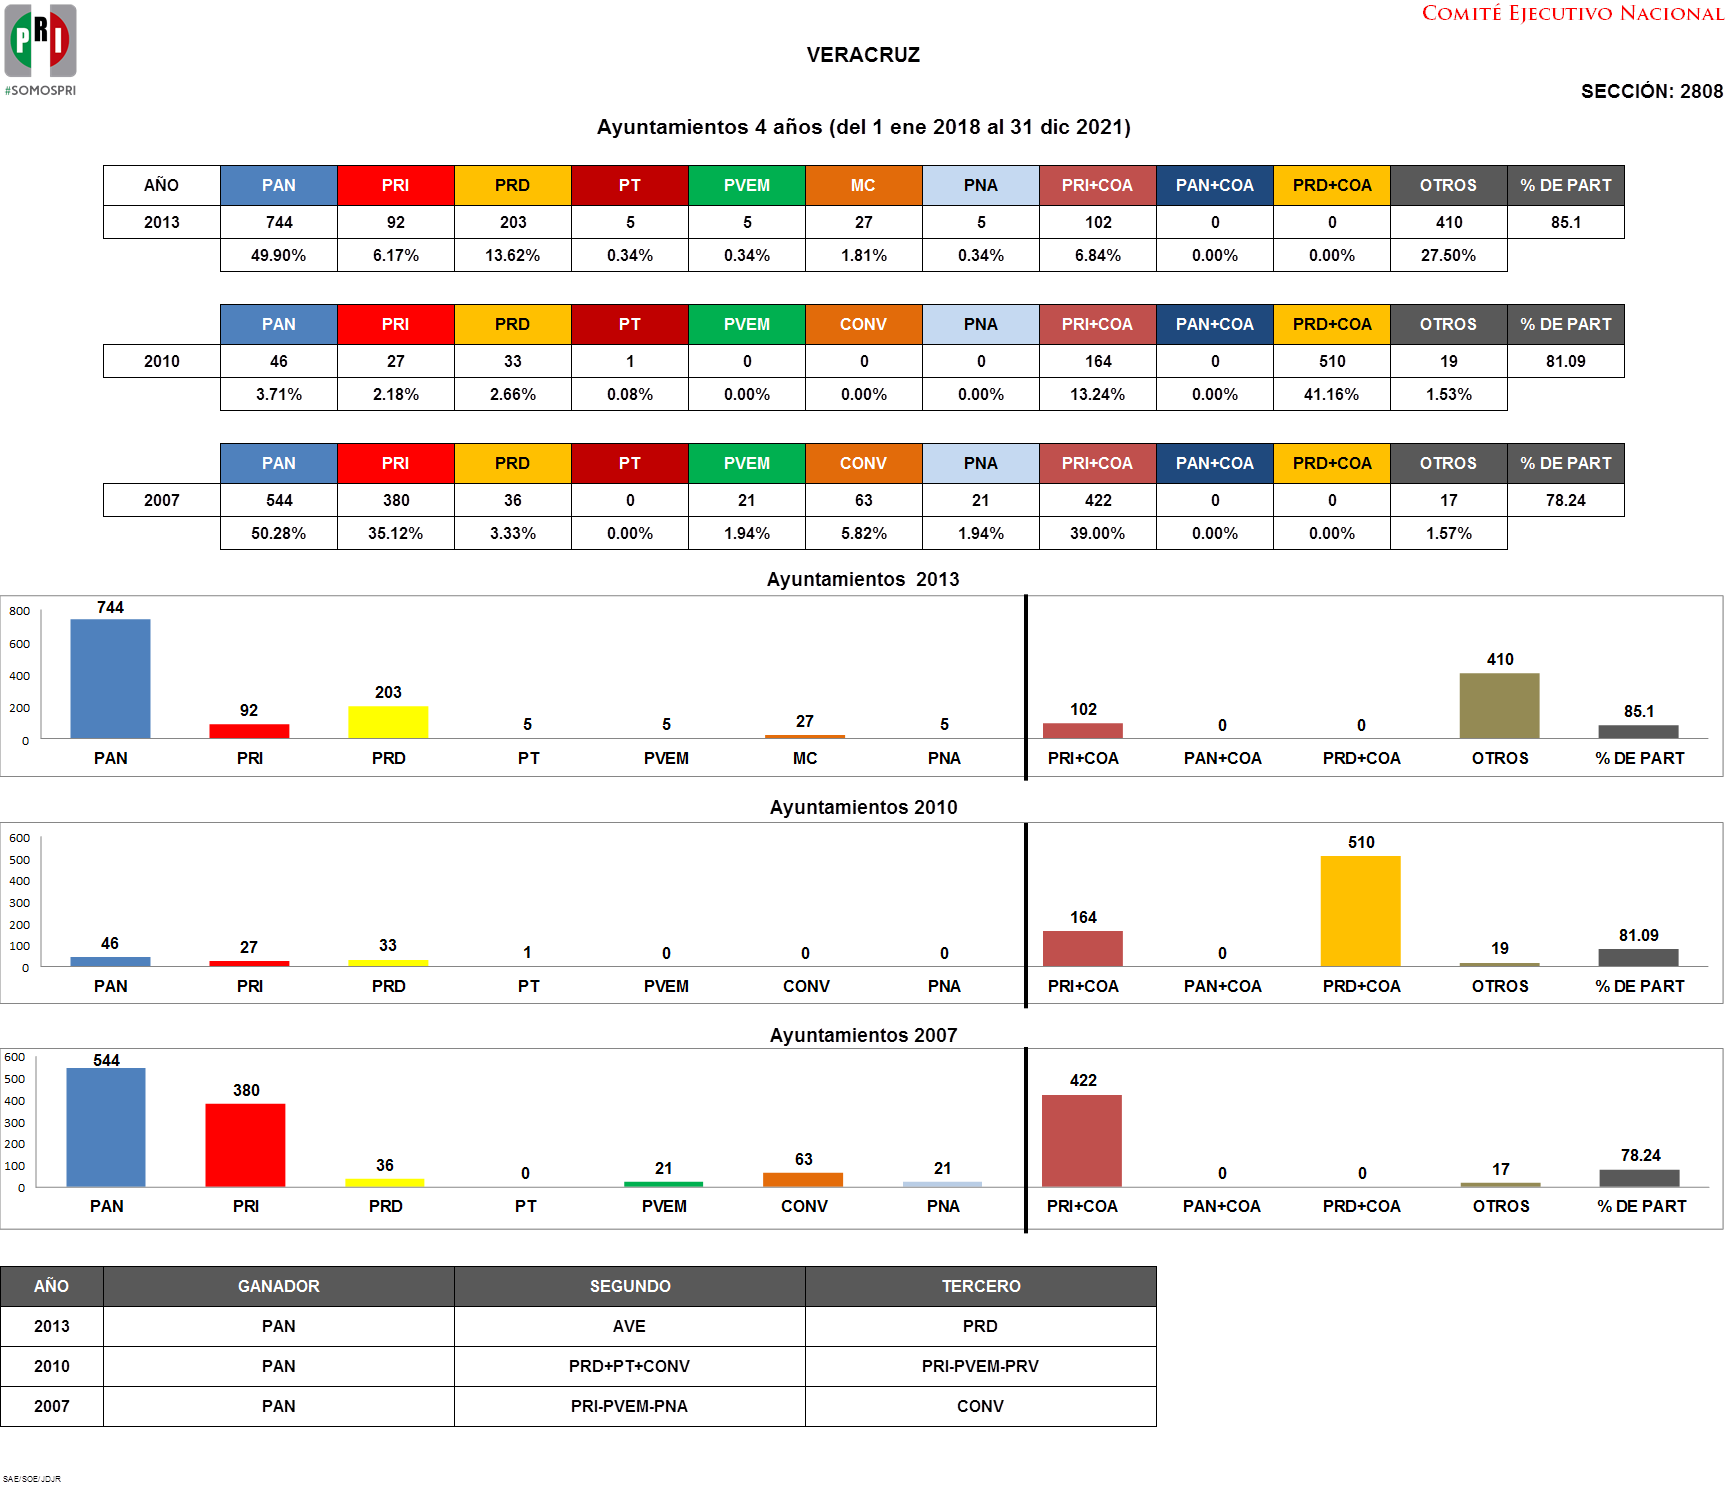 PRI
#SOMOSPRI
COMITÉ EJECUTIVO NACIONAL
VERACRUZ
SECCIÓN: 2808
Ayuntamientos 4 años (del 1 ene 2018 al 31 dic 2021)
AÑO PAN PRI PRD PT PVEM MC PNA PRI+COA PAN+COA PRD+COA OTROS % DE PART
2013 744 92 203 5 5 27 5 102 0 0 410 85.1
49.90% 6.17% 13.62% 0.34% 0.34% 1.81% 0.34% 6.84% 0.00% 0.00% 27.50%
PAN PRI PRD PT PVEM CONV PNA PRI+COA PAN+COA PRD+COA OTROS % DE PART
2010 46 27 33 1 0 0 0 164 0 510 19 81.09
3.71% 2.18% 2.66% 0.08% 0.00% 0.00% 0.00% 13.24% 0.00% 41.16% 1.53%
PAN PRI PRD PT PVEM CONV PNA PRI+COA PAN+COA PRD+COA OTROS % DE PART
2007 544 380 36 0 21 63 21 422 0 0 17 78.24
50.28% 35.12% 3.33% 0.00% 1.94% 5.82% 1.94% 39.00% 0.00% 0.00% 1.57%
Ayuntamientos 2013
800
600
400
200
0
744 92 203 5 5 27 5 102 0 0 410 85.1
PAN PRI PRD PT PVEM MC PNA PRI+COA PAN+COA PRD+COA OTROS % DE PART
Ayuntamientos 2010
600
500
400
300
200
100
0
46 27 33 1 0 0 0 164 0 510 19 81.09
PAN PRI PRD PT PVEM CONV PNA PRI+COA PAN+COA PRD+COA OTROS % DE PART
Ayuntamientos 2007
600
500
400
300
200
100
0
544 380 36 0 21 63 21 422 0 0 17 78.24
PAN PRI PRD PT PVEM CONV PNA PRI+COA PAN+COA PRD+COA OTROS % DE PART
AÑO GANADOR SEGUNDO TERCERO
2013 PAN AVE PRD
2010 PAN PRD+PT+CONV PRI-PVEM-PRV
2007 PAN PRI-PVEM-PNA CONV
SAE/SOE/JDJR